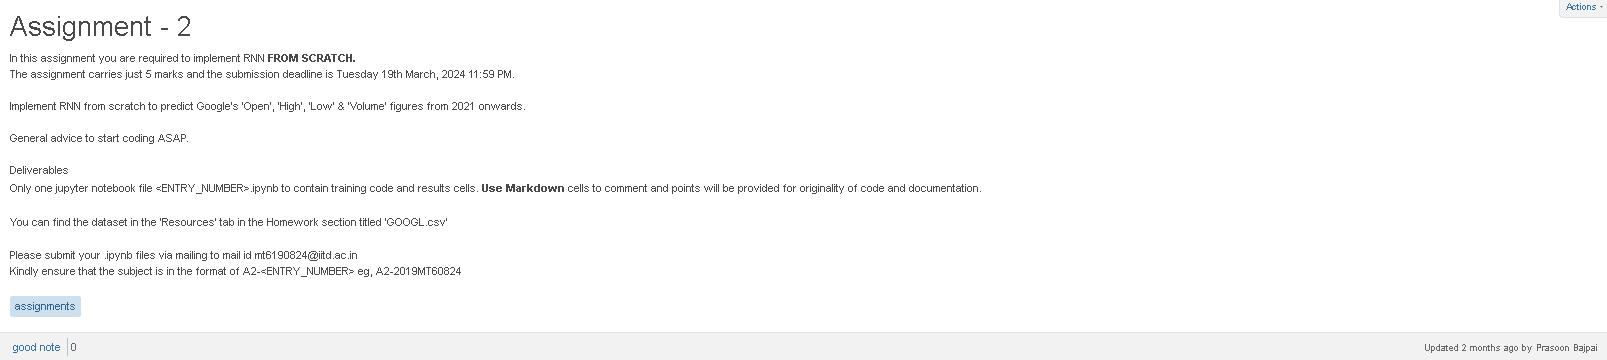 Actions
Assignment - 2
In this assignment you are required to implement RNN FROM SCRATCH.
The assignment carries just 5 marks and the submission deadline is Tuesday 19th March, 2024 11:59 PM.
Implement RNN from scratch to predict Google's 'Open', 'High', 'Low' & 'Volume' figures from 2021 onwards.
General advice to start coding ASAP.
Deliverables
Only one jupyter notebook file <ENTRY_NUMBER>.ipynb to contain training code and results cells. Use Markdown cells to comment and points will be provided for originality of code and documentation.
You can find the dataset in the 'Resources' tab in the Homework section titled 'GOOGL.csv'
Please submit your .ipynb files via mailing to mail id mt6190824@iitd.ac.in
Kindly ensure that the subject is in the format of A2-<ENTRY_NUMBER> eg, A2-2019MT60824
assignments
good note 0
Updated 2 months ago by Prasoon Bajpai